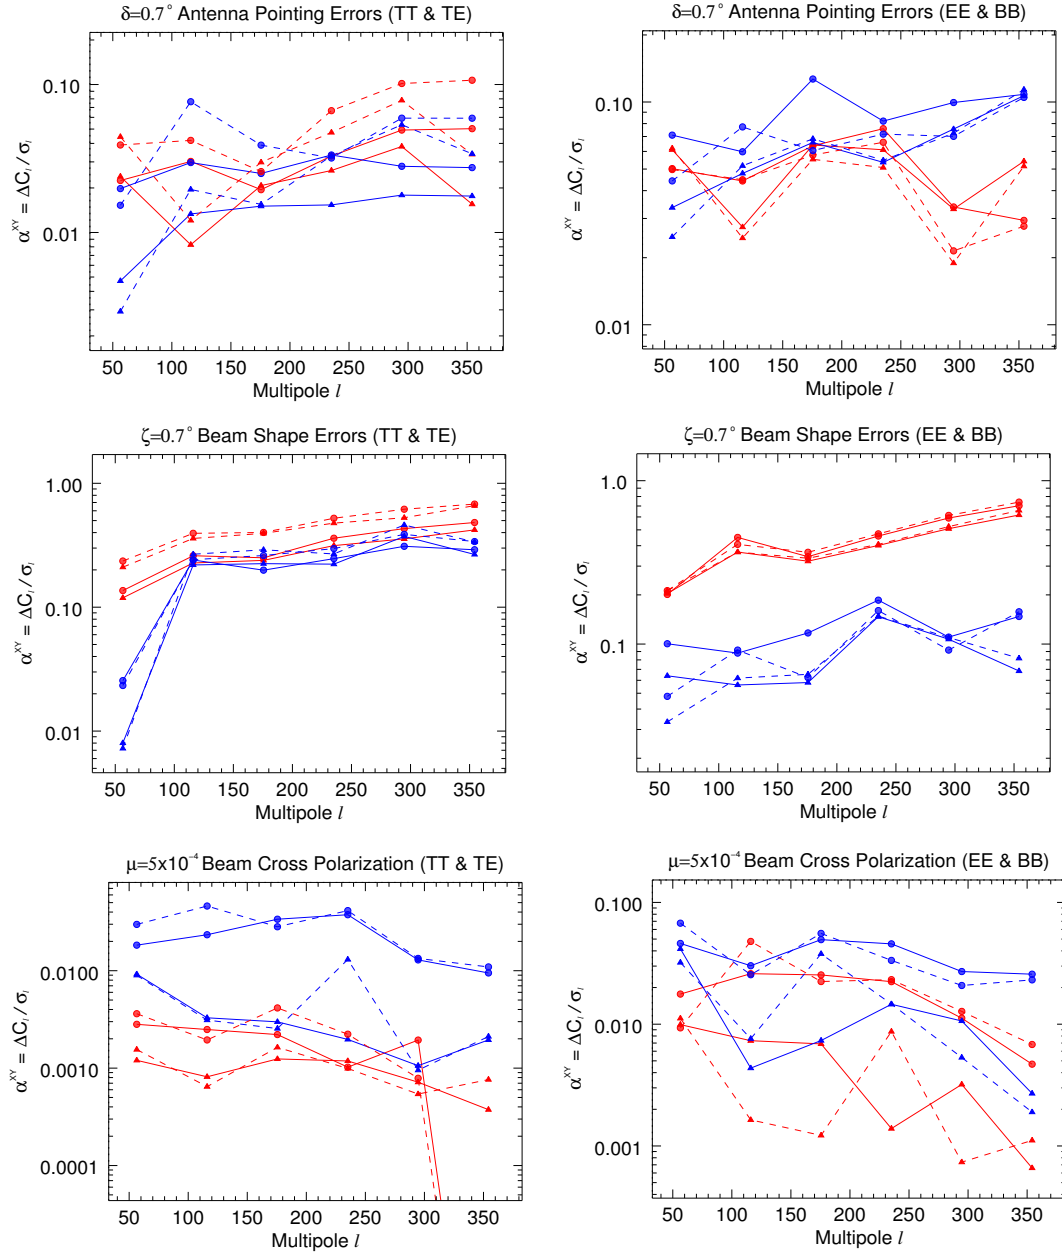 δ=0.7° Antenna Pointing Errors (TT & TE)
α^XY = ΔC_l / σ_l
0.10
0.01
50 100 150 200 250 300 350
Multipole l
δ=0.7° Antenna Pointing Errors (EE & BB)
α^XY = ΔC_l / σ_l
0.10
0.01
50 100 150 200 250 300 350
Multipole l
ζ=0.7° Beam Shape Errors (TT & TE)
α^XY = ΔC_l / σ_l
1.00
0.10
0.01
50 100 150 200 250 300 350
Multipole l
ζ=0.7° Beam Shape Errors (EE & BB)
α^XY = ΔC_l / σ_l
1.0
0.1
50 100 150 200 250 300 350
Multipole l
μ=5x10⁻⁴ Beam Cross Polarization (TT & TE)
α^XY = ΔC_l / σ_l
0.0100
0.0010
0.0001
50 100 150 200 250 300 350
Multipole l
μ=5x10⁻⁴ Beam Cross Polarization (EE & BB)
α^XY = ΔC_l / σ_l
0.100
0.010
0.001
50 100 150 200 250 300 350
Multipole l